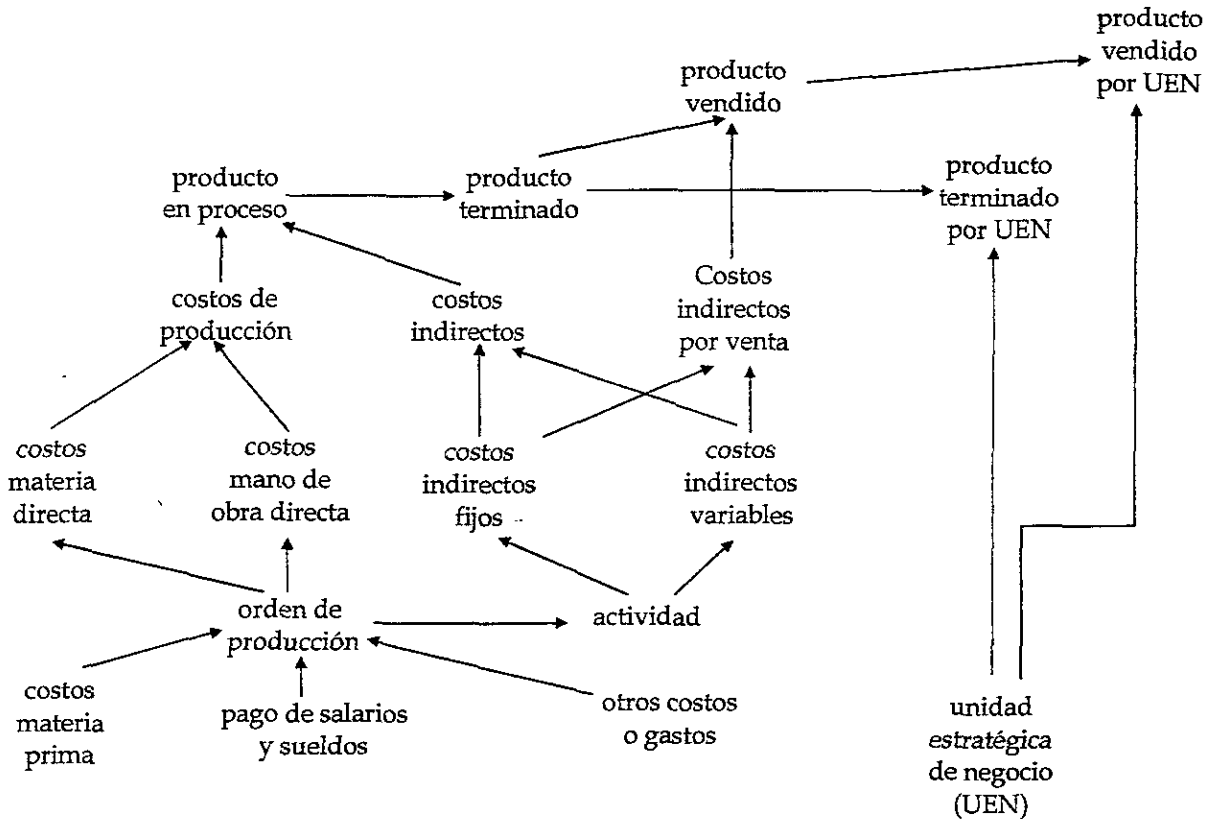 producto
vendido
por UEN
producto
vendido
producto
en proceso
producto
terminado
producto
terminado
por UEN
costos de
producción
costos
indirectos
Costos
indirectos
por venta
costos
materia
directa
costos
mano de
obra directa
costos
indirectos
fijos
costos
indirectos
variables
orden de
producción
actividad
costos
materia
prima
pago de salarios
y sueldos
otros costos
o gastos
unidad
estratégica
de negocio
(UEN)